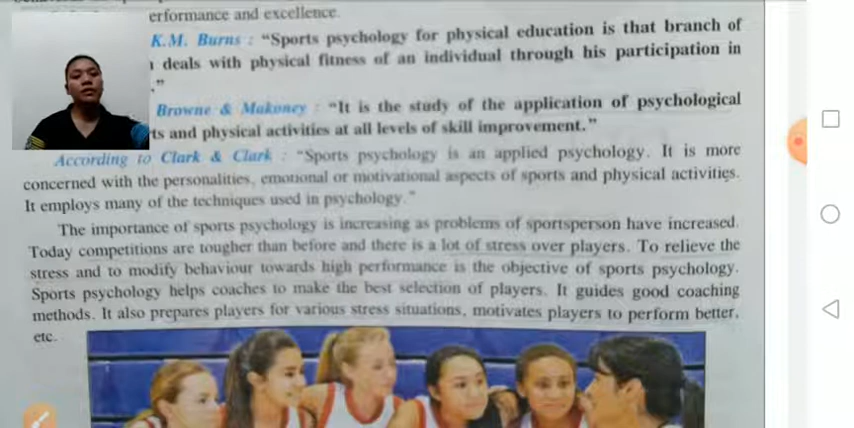 erformance and excellence.
K.M. Burns : “Sports psychology for physical education is that branch of
deals with physical fitness of an individual through his participation in
.”
Browne & Makoney : “It is the study of the application of psychological
ts and physical activities at all levels of skill improvement.”
According to Clark & Clark : “Sports psychology is an applied psychology. It is more
concerned with the personalities, emotional or motivational aspects of sports and physical activities.
It employs many of the techniques used in psychology.”
The importance of sports psychology is increasing as problems of sportsperson have increased.
Today competitions are tougher than before and there is a lot of stress over players. To relieve the
stress and to modify behaviour towards high performance is the objective of sports psychology.
Sports psychology helps coaches to make the best selection of players. It guides good coaching
methods. It also prepares players for various stress situations, motivates players to perform better,
etc.